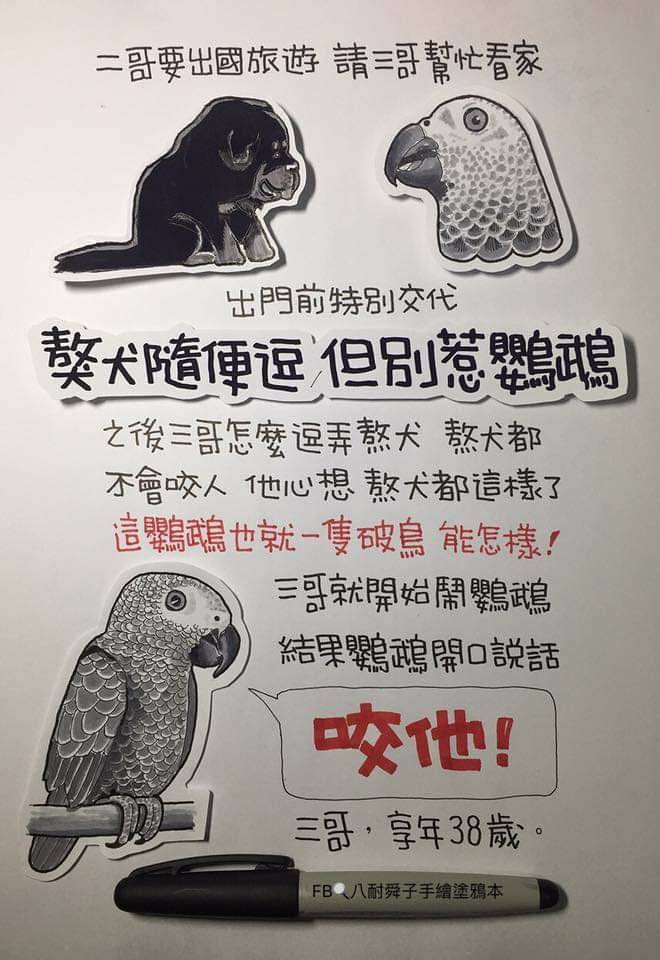 二哥要出國旅遊 請三哥幫忙看家
出門前特別交代
獒犬隨便逗 但別惹鸚鵡
之後三哥怎麼逗弄獒犬 獒犬都
不會咬人 他心想 獒犬都這樣了
這鸚鵡也就一隻破鳥 能怎樣!
三哥就開始鬧鸚鵡
結果鸚鵡開口說話
咬他!
三哥,享年38歲。
FB 八耐舜子手繪塗鴉本